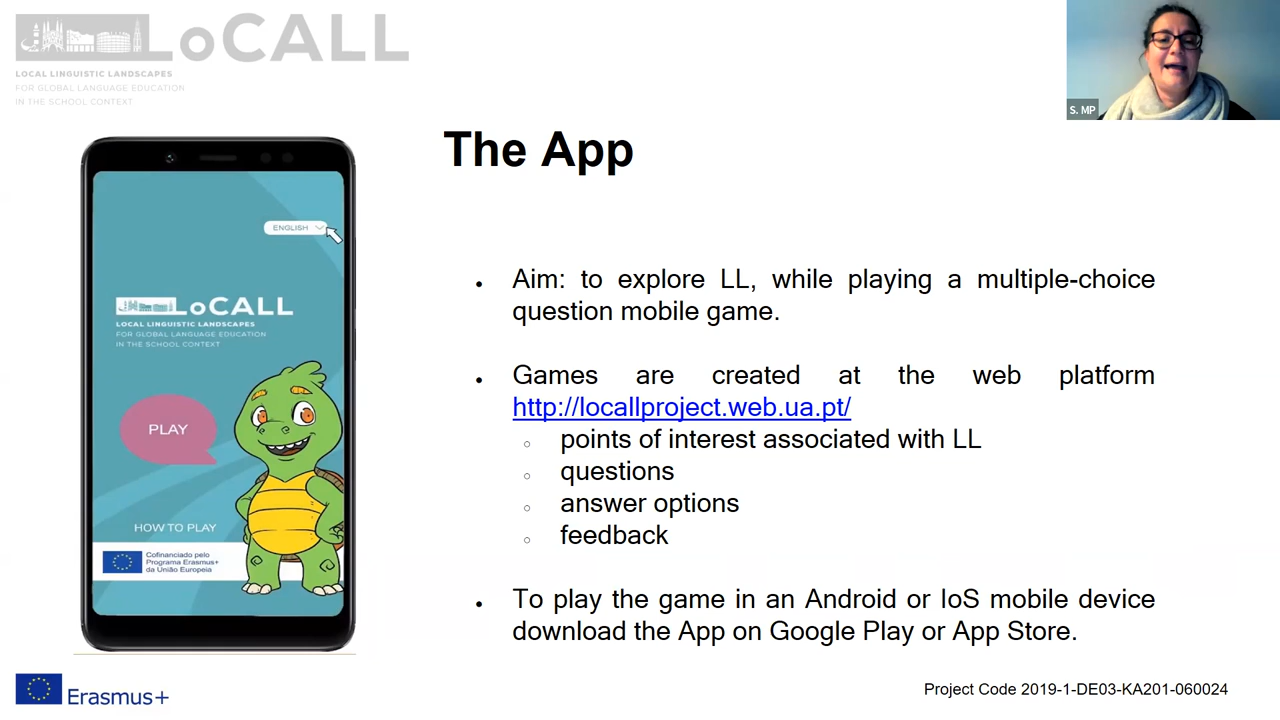 LoCALL
LOCAL LINGUISTIC LANDSCAPES
FOR GLOBAL LANGUAGE EDUCATION
IN THE SCHOOL CONTEXT
S. MP
The App
ENGLISH
LoCALL
LOCAL LINGUISTIC LANDSCAPES
FOR GLOBAL LANGUAGE EDUCATION
IN THE SCHOOL CONTEXT
PLAY
HOW TO PLAY
Cofinanciado pelo
Programa Erasmus+
da União Europeia
Aim: to explore LL, while playing a multiple-choice
question mobile game.
Games are created at the web platform
http://locallproject.web.ua.pt/
points of interest associated with LL
questions
answer options
feedback
To play the game in an Android or IoS mobile device
download the App on Google Play or App Store.
Erasmus+
Project Code 2019-1-DE03-KA201-060024